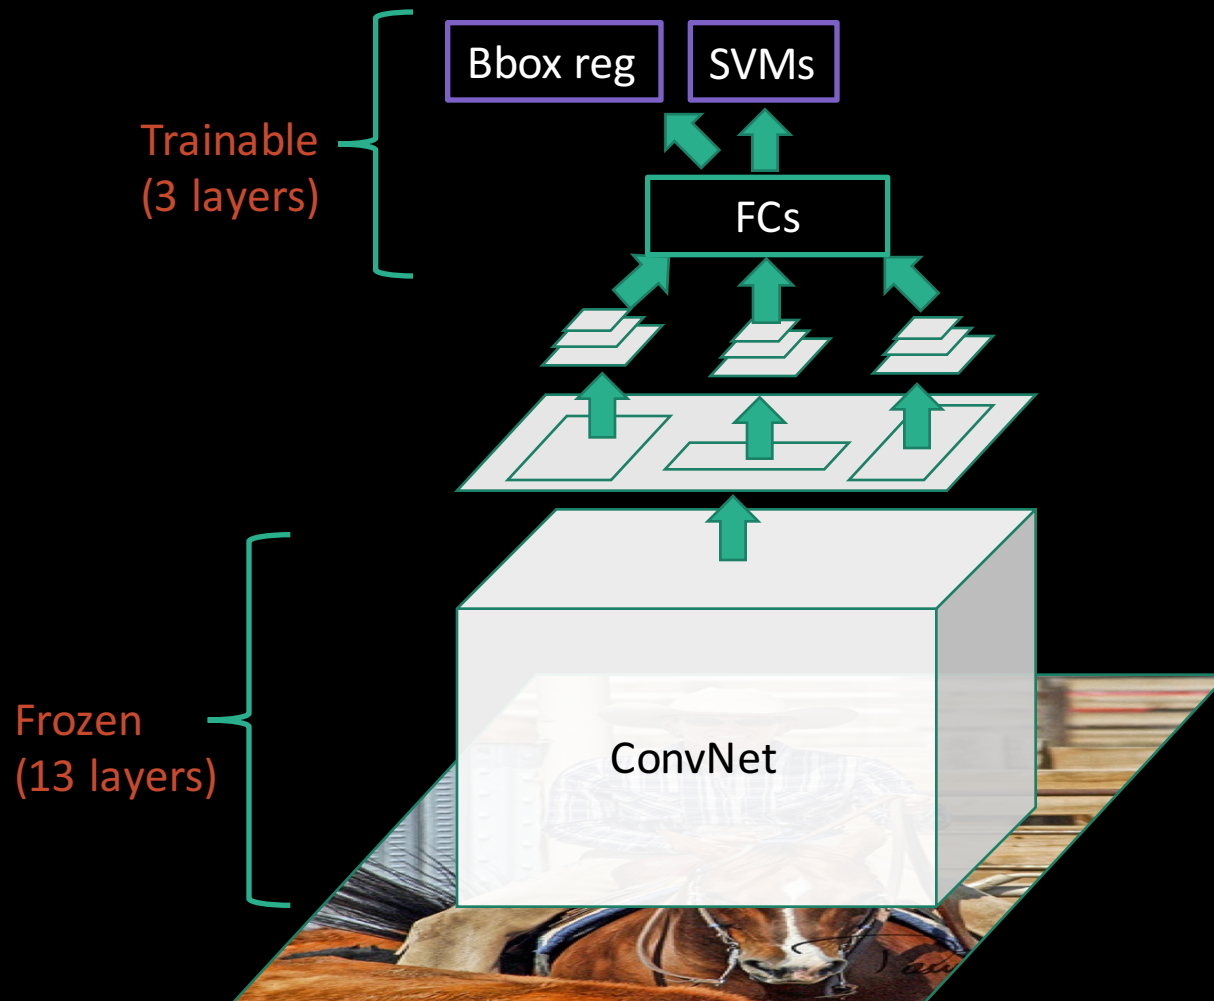 Bbox reg
SVMs
Trainable
(3 layers)
FCs
Frozen
(13 layers)
ConvNet